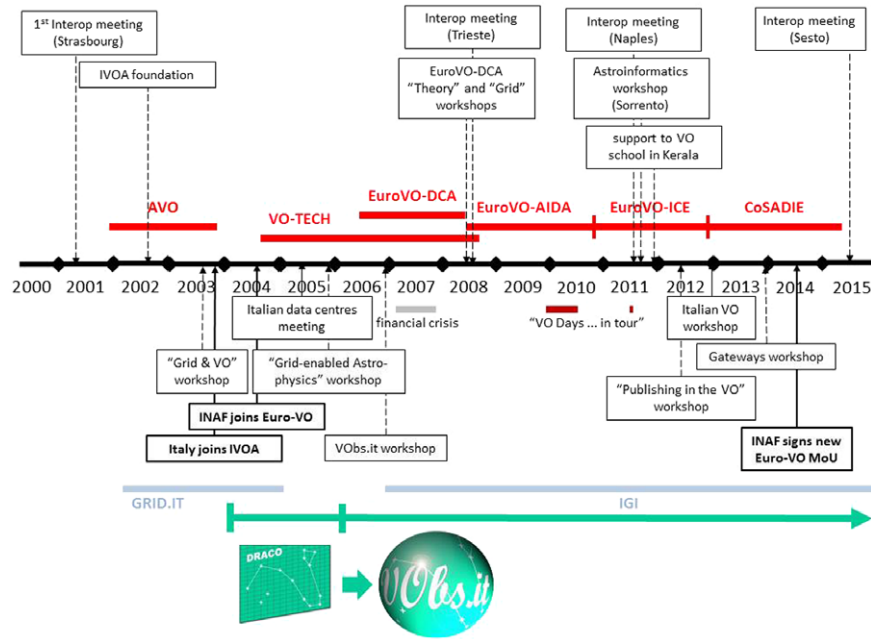 1st Interop meeting
(Strasbourg)
IVOA foundation
Interop meeting
(Trieste)
EuroVO-DCA
“Theory” and “Grid”
workshops
Interop meeting
(Naples)
Astroinformatics
workshop
(Sorrento)
support to VO
school in Kerala
Interop meeting
(Sesto)
AVO
VO-TECH
EuroVO-DCA
EuroVO-AIDA
EuroVO-ICE
CoSADIE
2000 2001 2002 2003 2004 2005 2006 2007 2008 2009 2010 2011 2012 2013 2014 2015
Italian data centres
meeting
financial crisis
“VO Days ... in tour”
Italian VO
workshop
“Grid & VO”
workshop
“Grid-enabled Astro-
physics” workshop
Gateways workshop
“Publishing in the VO”
workshop
INAF joins Euro-VO
Italy joins IVOA
VObs.it workshop
INAF signs new
Euro-VO MoU
GRID.IT
IGI
DRACO
VObs.it